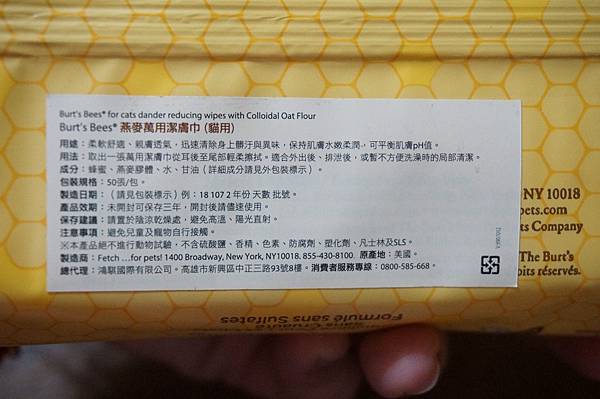 Burt's Bees® for cats dander reducing wipes with Colloidal Oat Flour
Burt's Bees® 燕麥萬用潔膚巾 (貓用)
用途：柔軟舒適、親膚透氣，迅速清除身上髒汙與異味，保持肌膚水嫩柔潤，可平衡肌膚pH值。
用法：取出一張萬用潔膚巾從耳後至尾部輕柔擦拭。適合外出後、排泄後，或暫不方便洗澡時的局部清潔。
成分：蜂蜜、燕麥膠體、水、甘油（詳細成分請見外包裝標示）。
包裝規格：50張/包。
製造日期：（請見包裝標示）例：18 107 2 年份 天數 批號。
產品效期：未開封可保存三年，開封後請儘速使用。
保存建議：請置於陰涼乾燥處，避免高溫、陽光直射。
注意事項：避免兒童及寵物自行接觸。
※本產品絕不進行動物試驗，不含硫酸鹽、香精、色素、防腐劑、塑化劑、凡士林及SLS。
製造商：Fetch …for pets! 1400 Broadway, New York, NY10018. 855-430-8100. 原產地：美國。
總代理：鴻騏國際有限公司。高雄市新興區中正三路93號8樓。消費者服務專線：0800-585-668。
NY 10018
pets.com
ts Company
The Burt's
oits réservés.
sans Cruauté
Formulé sans Sulfates